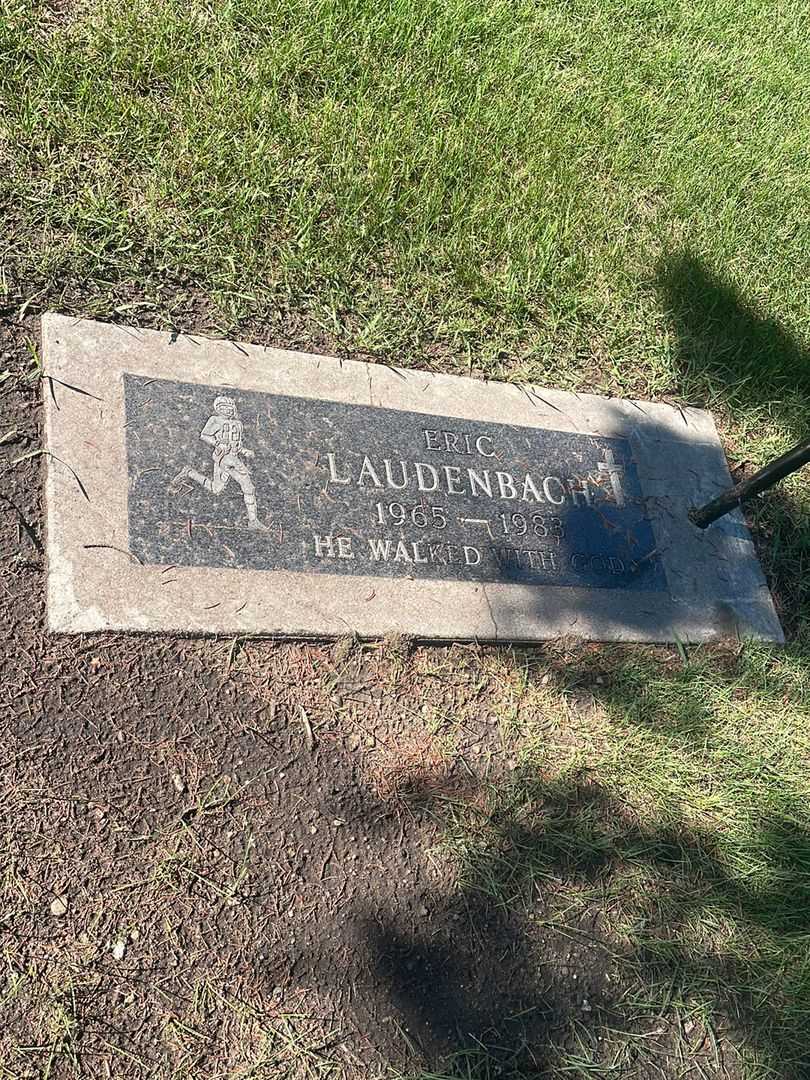 ERIC
LAUDENBACH
1965 — 1983
HE WALKED WITH GOD